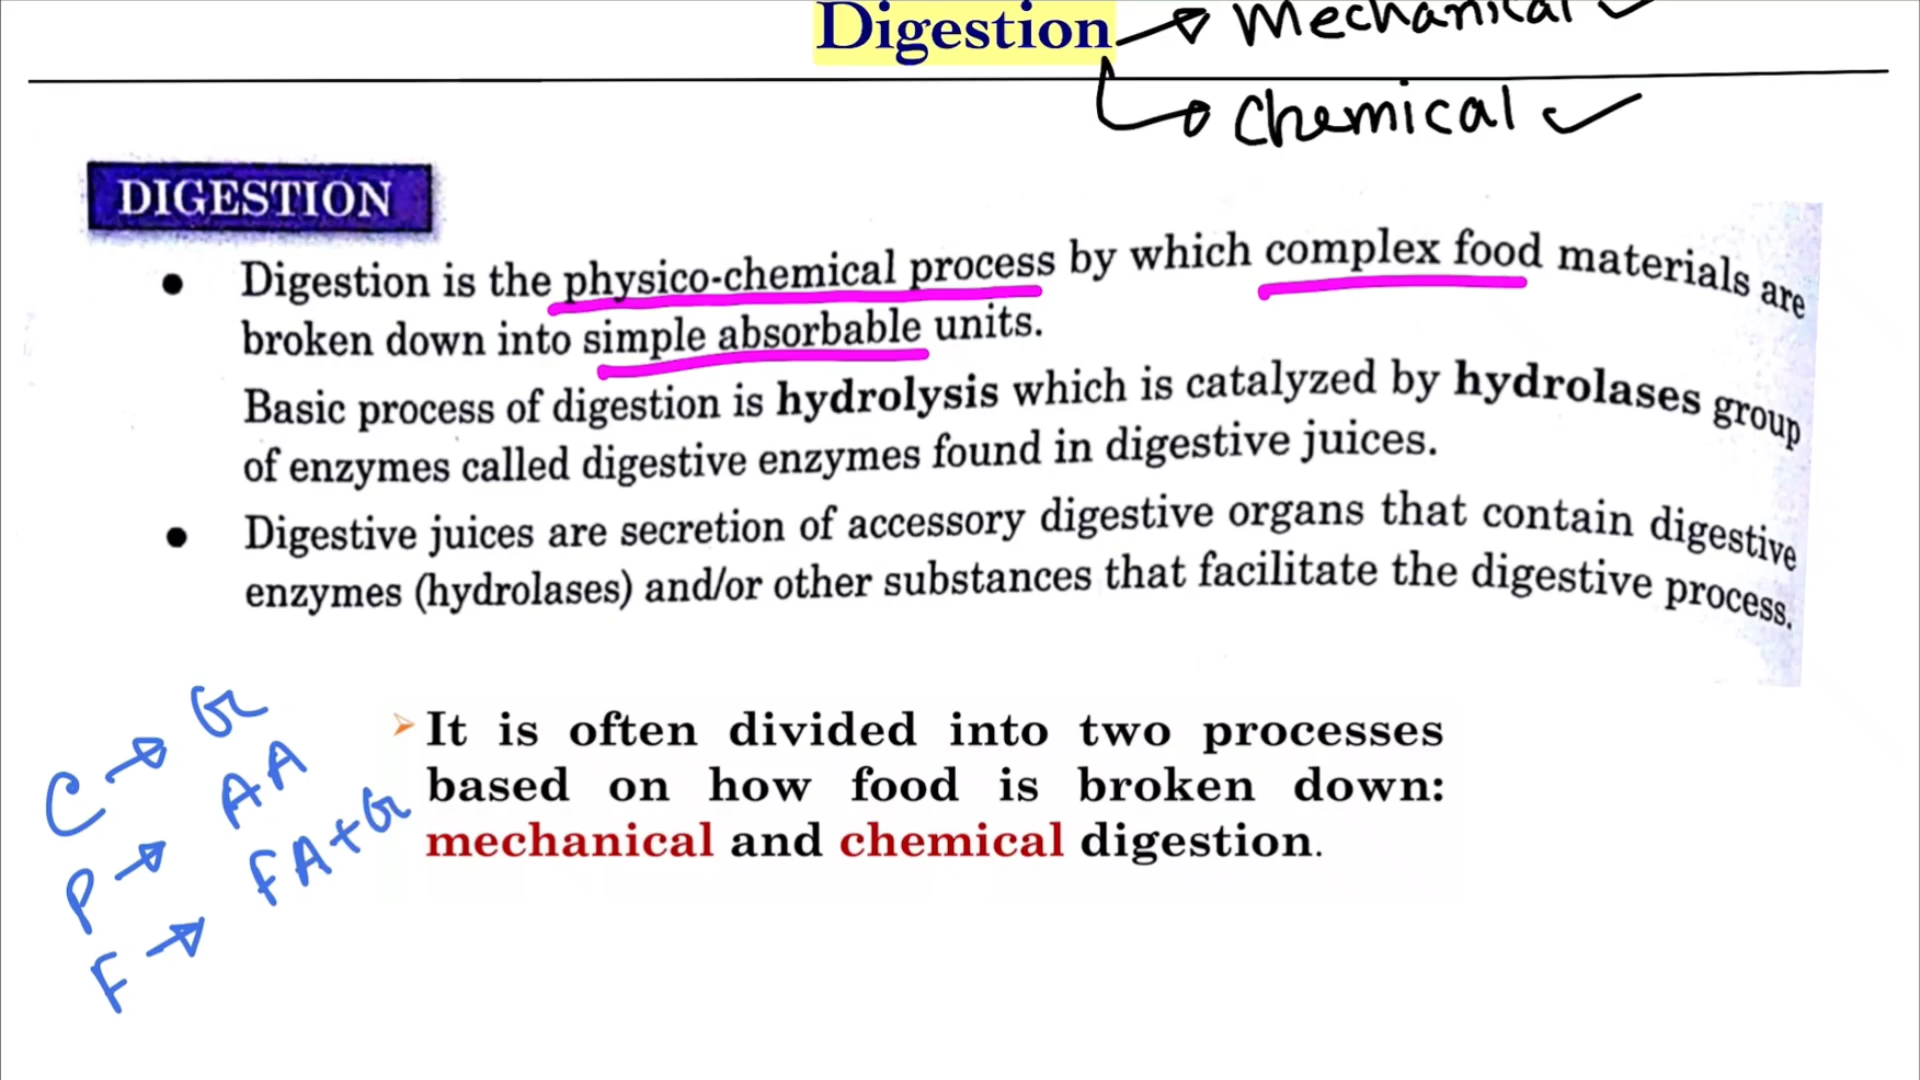 Digestion → Mechanical ✓
→ Chemical ✓
DIGESTION
• Digestion is the physico-chemical process by which complex food materials are
broken down into simple absorbable units.
Basic process of digestion is hydrolysis which is catalyzed by hydrolases group
of enzymes called digestive enzymes found in digestive juices.
• Digestive juices are secretion of accessory digestive organs that contain digestive
enzymes (hydrolases) and/or other substances that facilitate the digestive process.
➢ It is often divided into two processes
based on how food is broken down:
mechanical and chemical digestion.
C → Gr
P → AA
F → FA+Gr